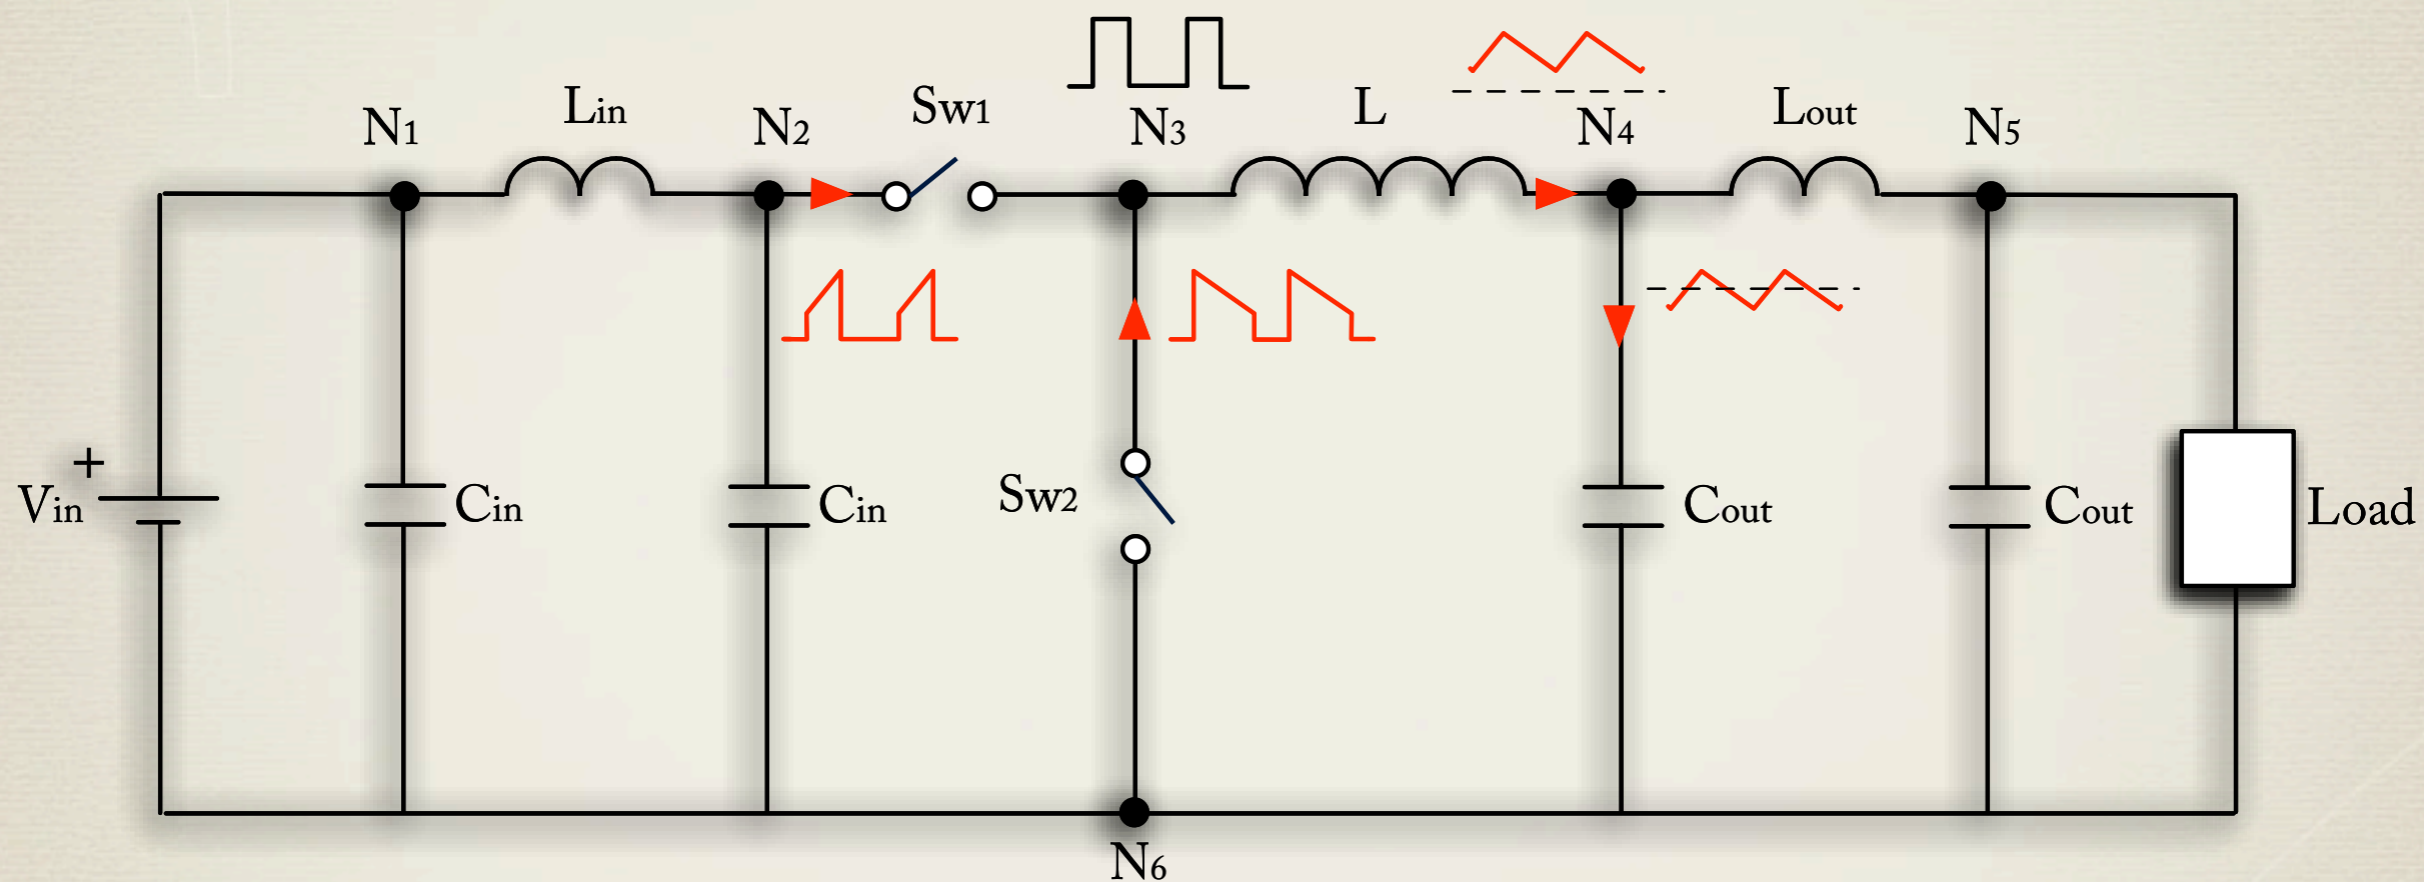 N1
Lin
N2
Sw1
N3
L
N4
Lout
N5
+
Vin
Cin
Cin
Sw2
Cout
Cout
Load
N6